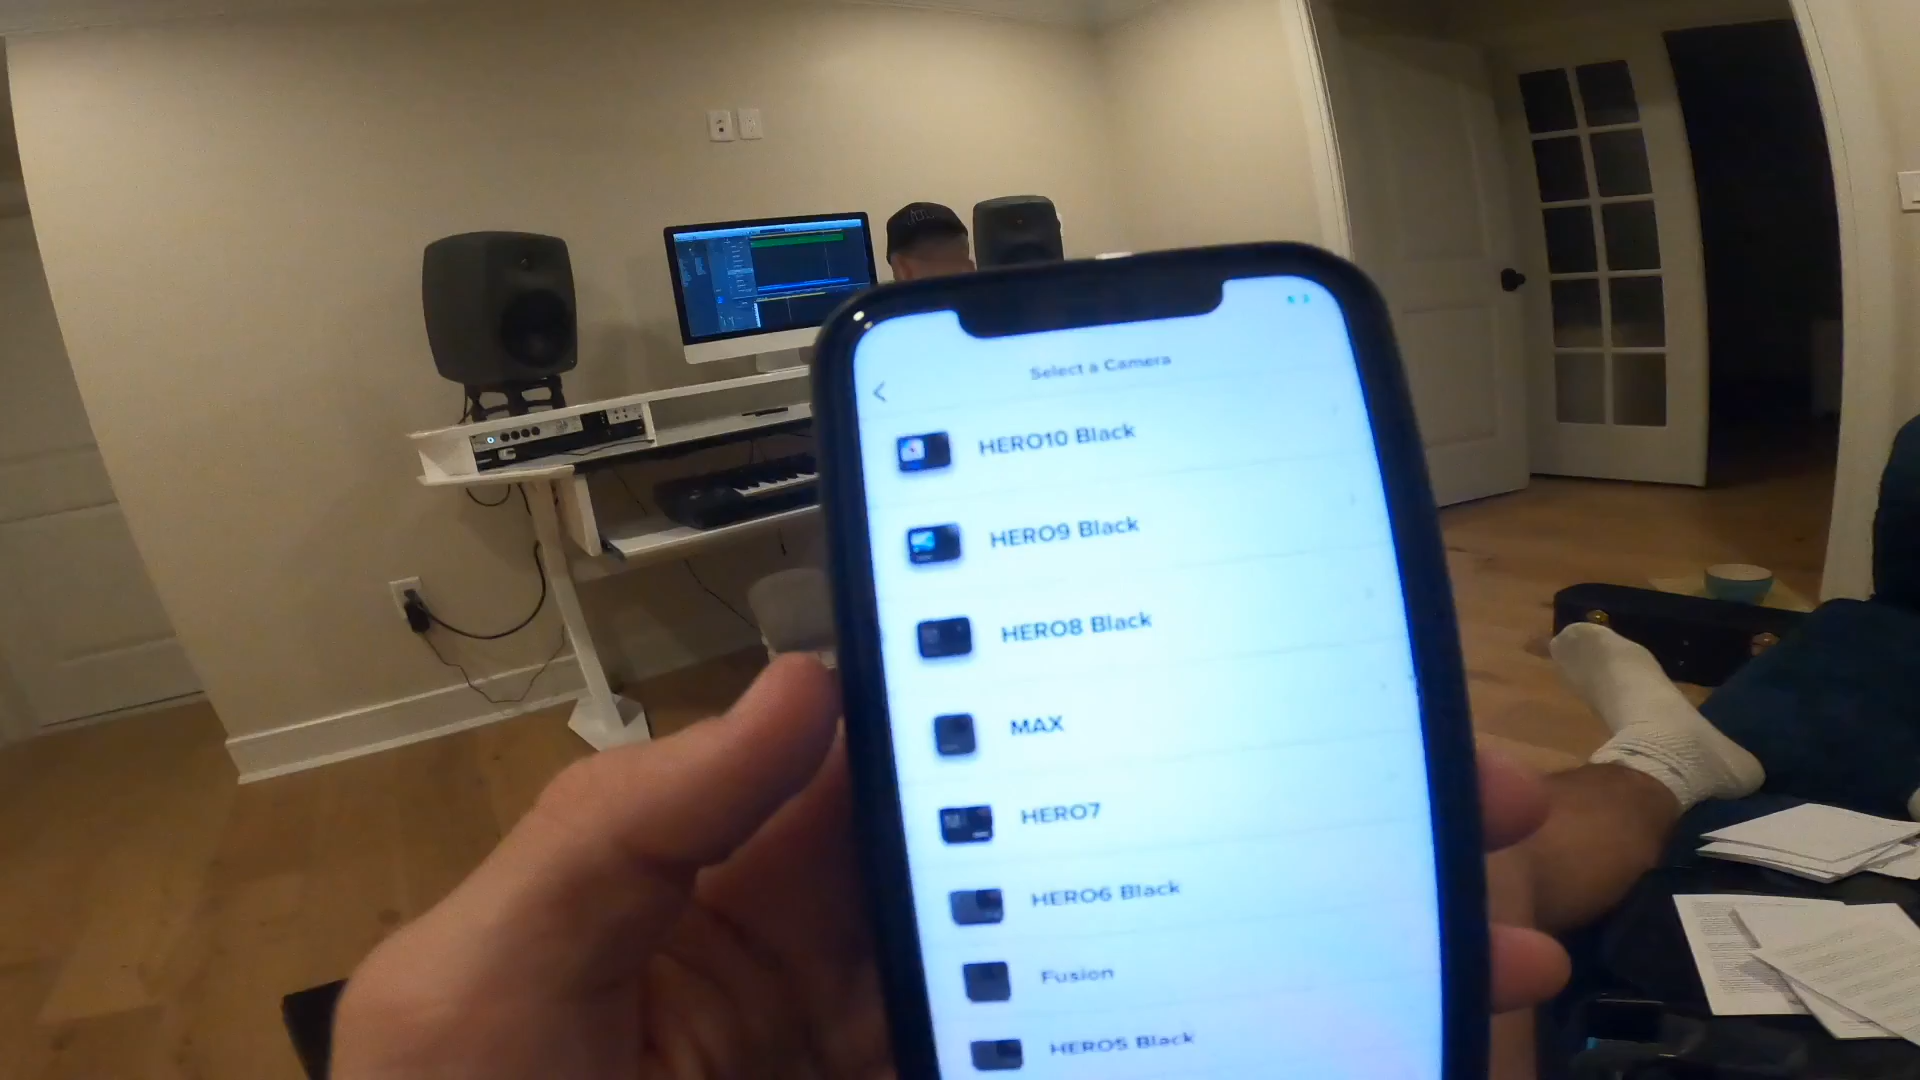 Select a Camera
HERO10 Black
HERO9 Black
HERO8 Black
MAX
HERO7
HERO6 Black
Fusion
HERO5 Black